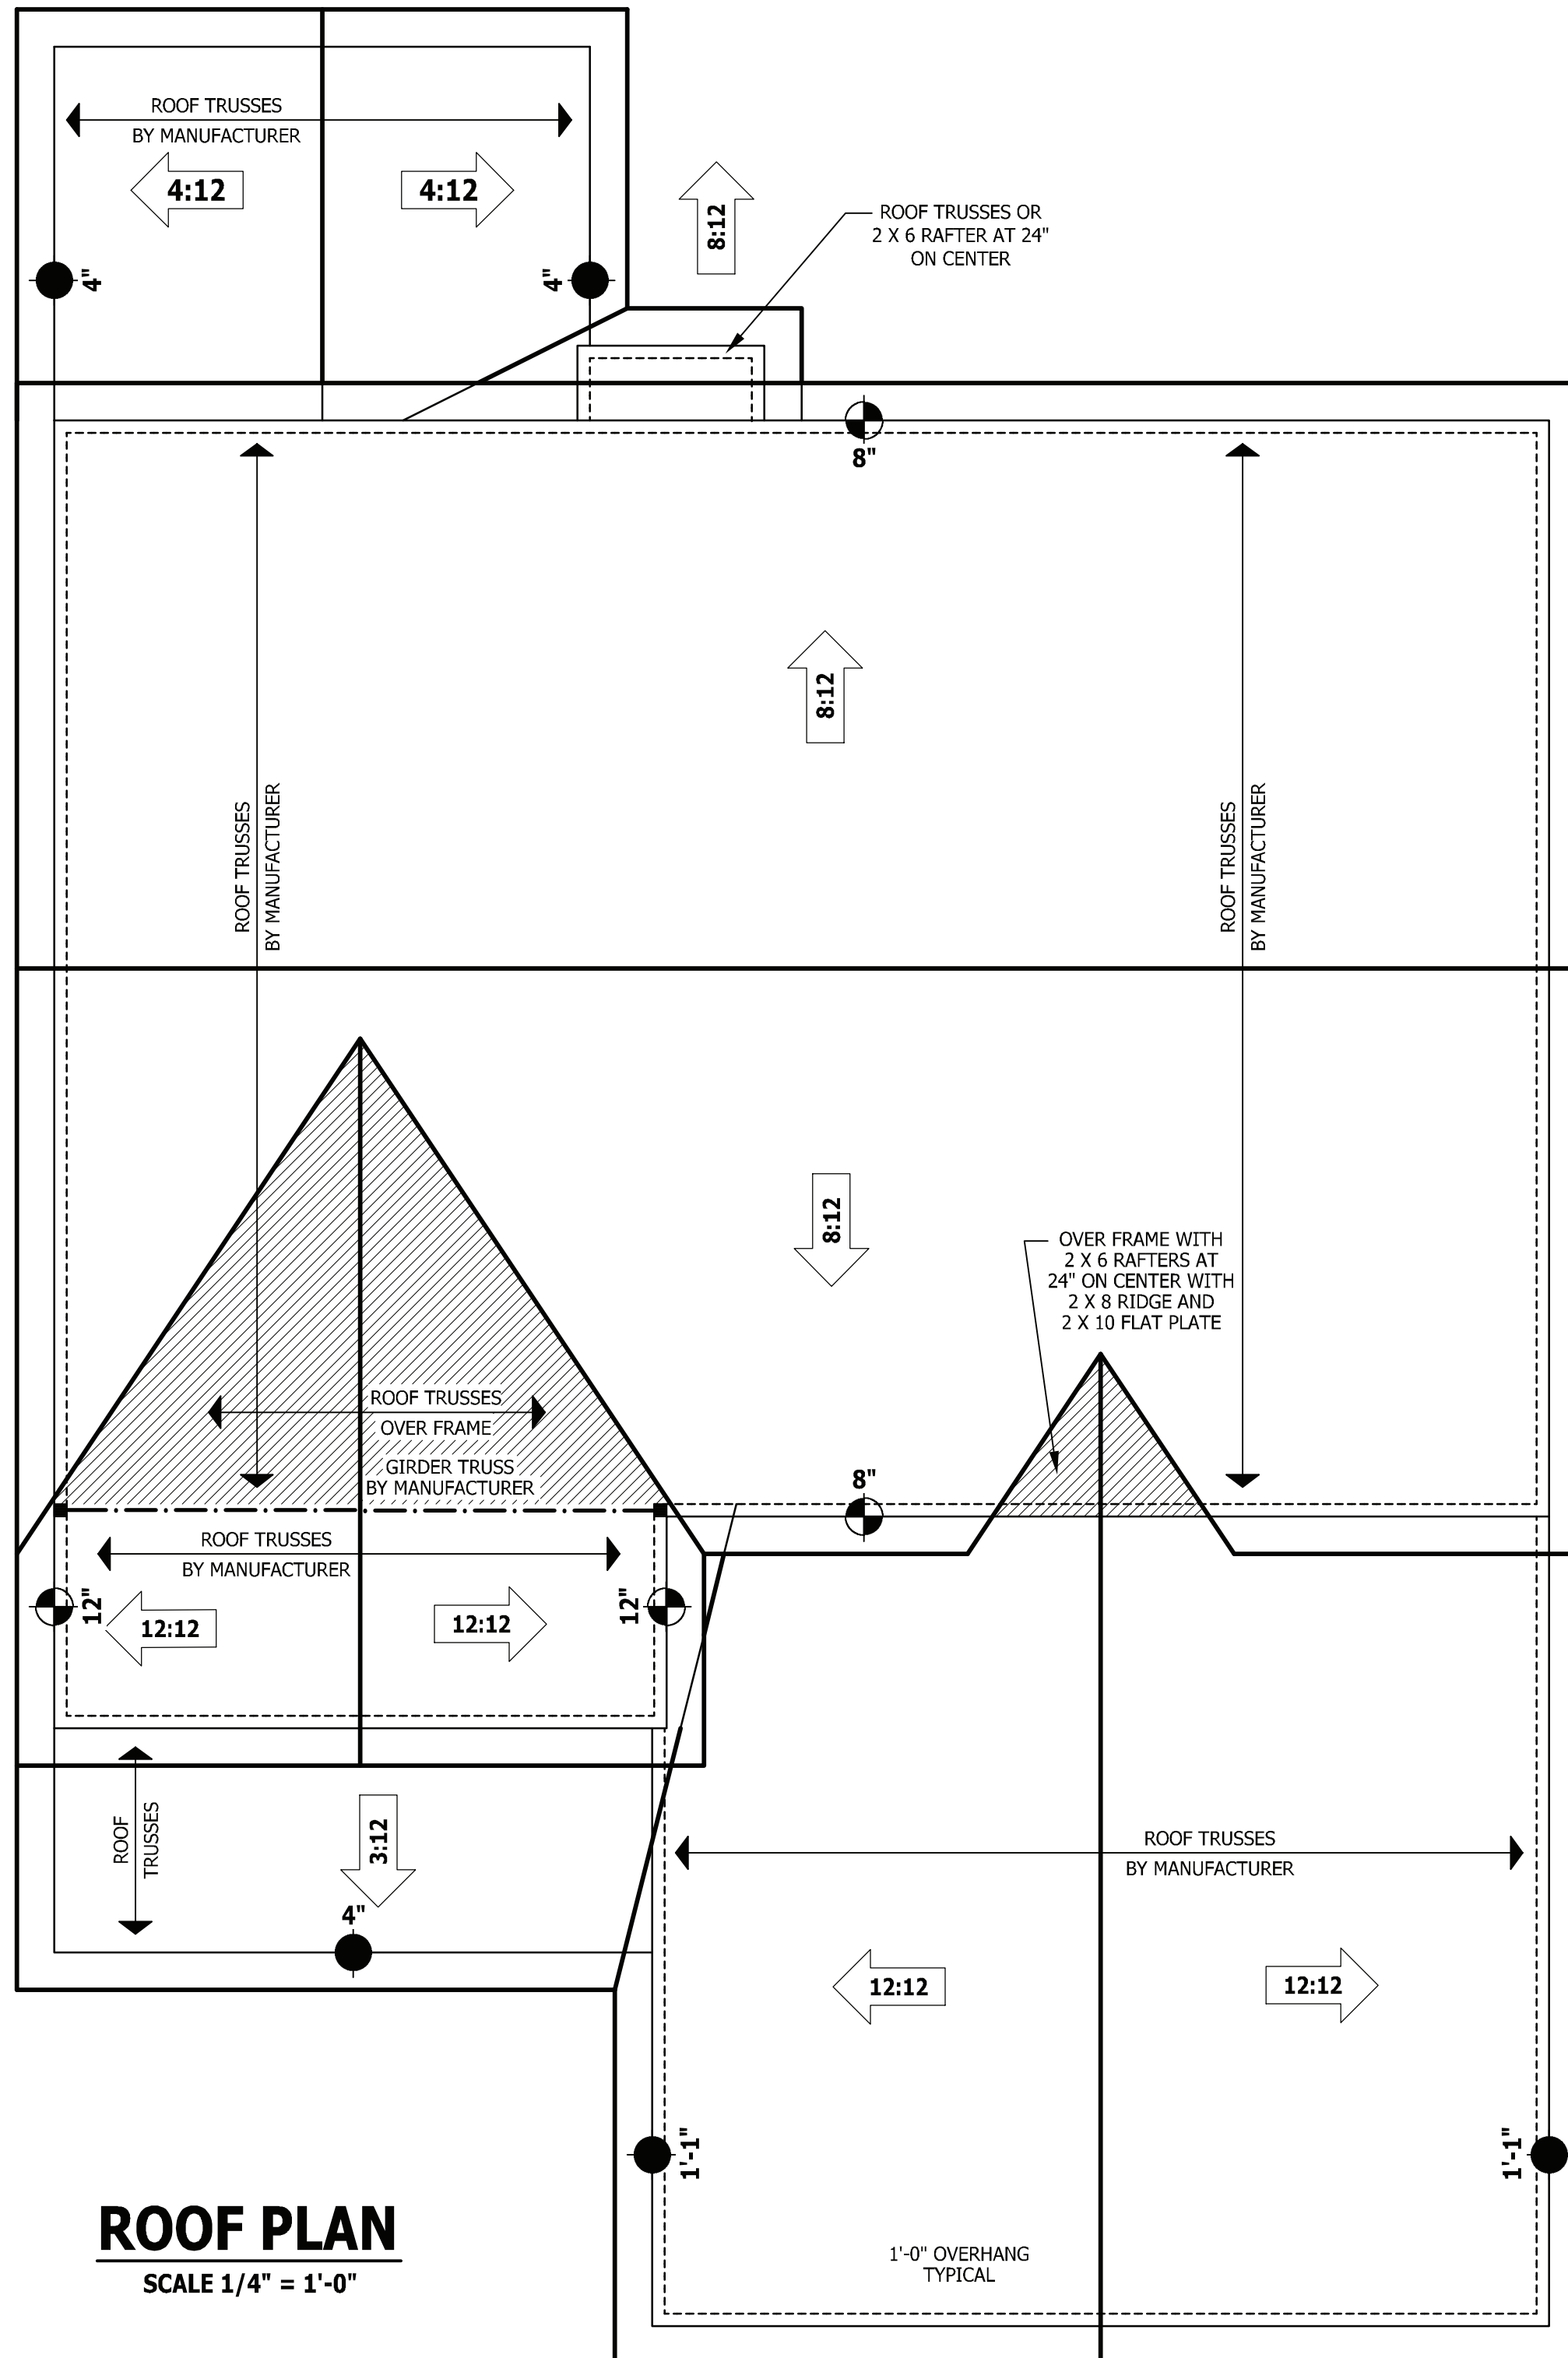 ROOF TRUSSES
BY MANUFACTURER
4:12
4:12
8:12
ROOF TRUSSES OR
2 X 6 RAFTER AT 24"
ON CENTER
4"
4"
8"
8:12
ROOF TRUSSES
BY MANUFACTURER
ROOF TRUSSES
BY MANUFACTURER
8:12
OVER FRAME WITH
2 X 6 RAFTERS AT
24" ON CENTER WITH
2 X 8 RIDGE AND
2 X 10 FLAT PLATE
ROOF TRUSSES
OVER FRAME
GIRDER TRUSS
BY MANUFACTURER
8"
ROOF TRUSSES
BY MANUFACTURER
12"
12:12
12:12
12"
ROOF
TRUSSES
3:12
4"
ROOF TRUSSES
BY MANUFACTURER
12:12
12:12
1'-1"
1'-1"
1'-0" OVERHANG
TYPICAL
ROOF PLAN
SCALE 1/4" = 1'-0"